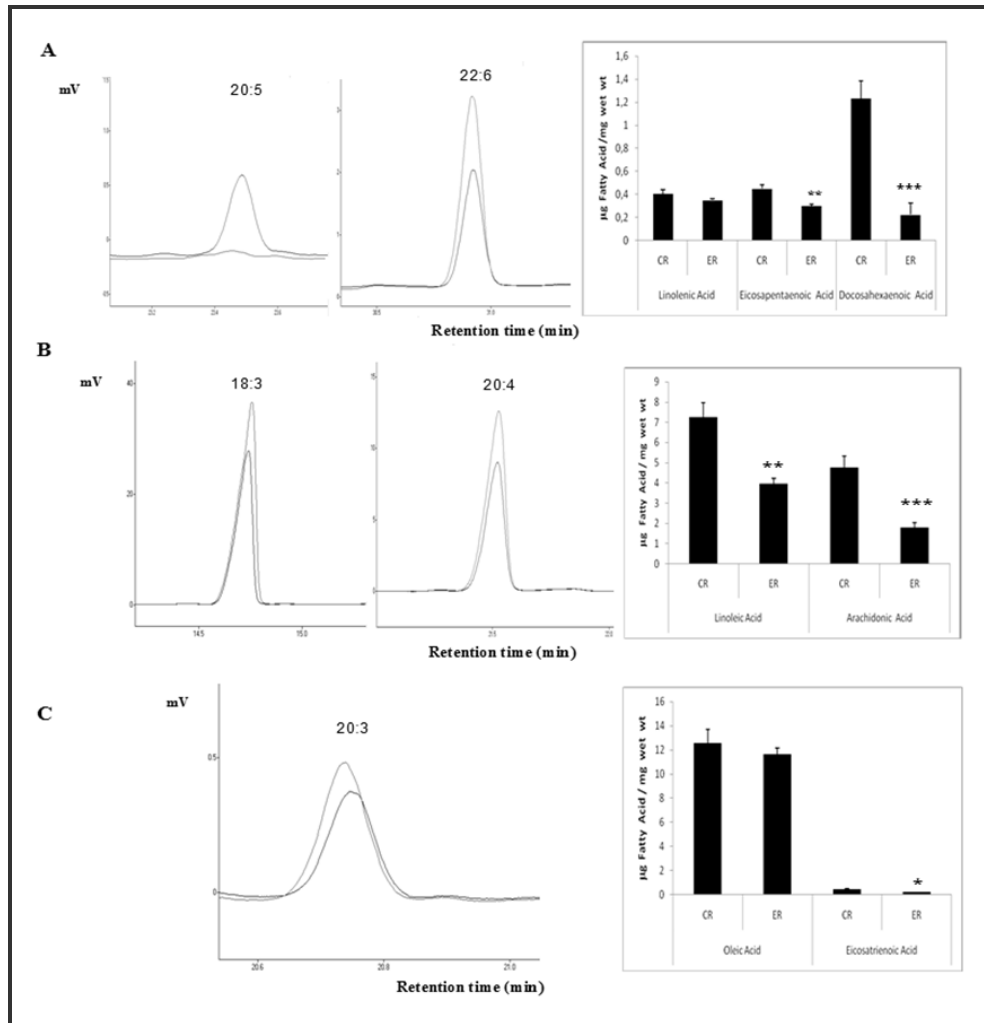 A
mV
20:5
22:6
Retention time (min)
µg Fatty Acid /mg wet wt
1,6
1,4
1,2
1
0,8
0,6
0,4
0,2
0
** ***
CR ER CR ER CR ER
Linolenic Acid Eicosapentaenoic Acid Docosahexaenoic Acid
B
mV
18:3
20:4
40
20
0
14.5 15.0
Retention time (min)
µg Fatty Acid / mg wet wt
9
8
7
6
5
4
3
2
1
0
** ***
CR ER CR ER
Linoleic Acid Arachidonic Acid
C
mV
20:3
20.6 20.8 21.0
Retention time (min)
µg Fatty Acid / mg wet wt
16
14
12
10
8
6
4
2
0
*
CR ER CR ER
Oleic Acid Eicosatrienoic Acid